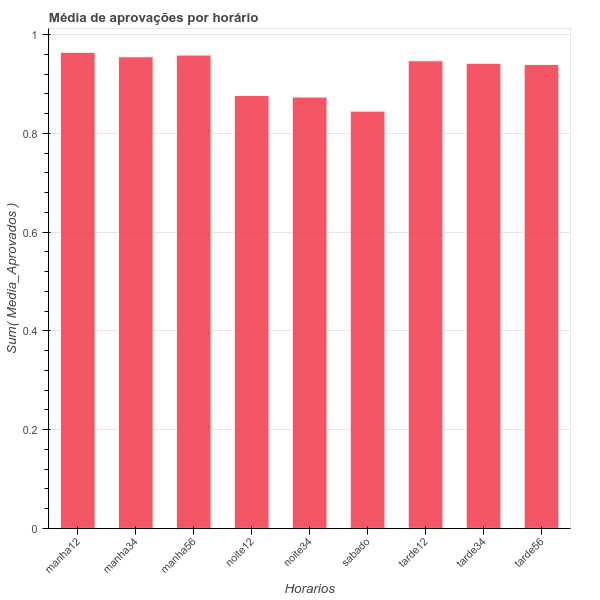 Média de aprovações por horário
1
0.8
0.6
0.4
0.2
0
Sum( Media_Aprovados )
manha12
manha34
manha56
noite12
noite34
sabado
tarde12
tarde34
tarde56
Horarios